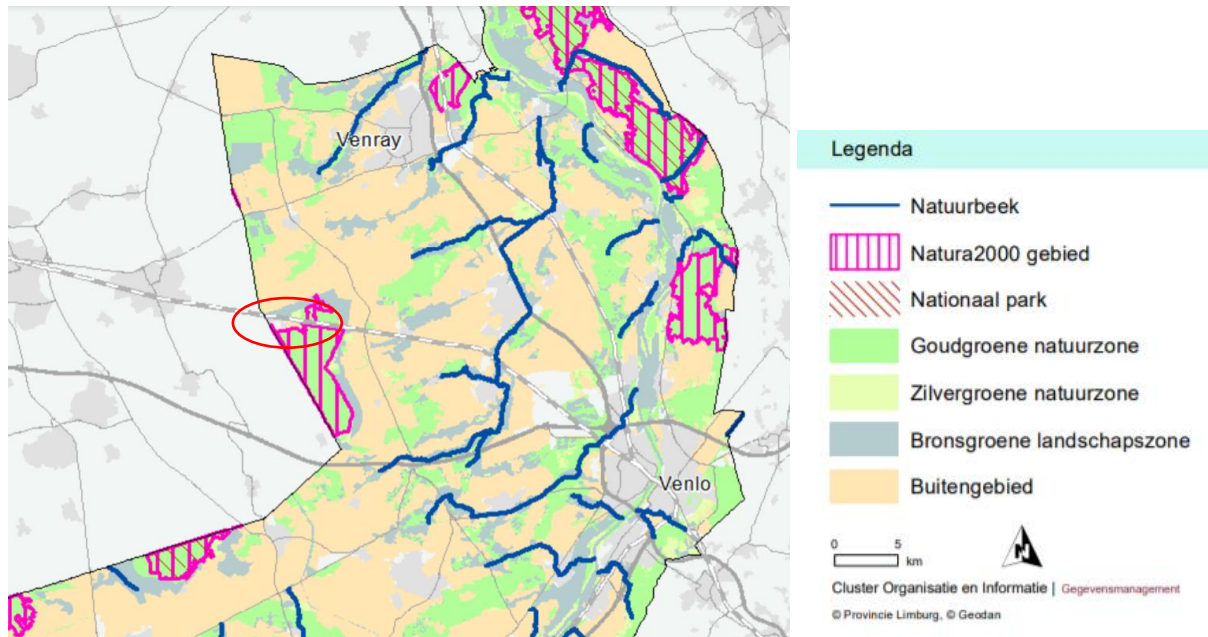 Venray
Venlo
Legenda
Natuurbeek
Natura2000 gebied
Nationaal park
Goudgroene natuurzone
Zilvergroene natuurzone
Bronsgroene landschapszone
Buitengebied
0 5
km
N
Cluster Organisatie en Informatie | Gegevensmanagement
© Provincie Limburg, © Geodan